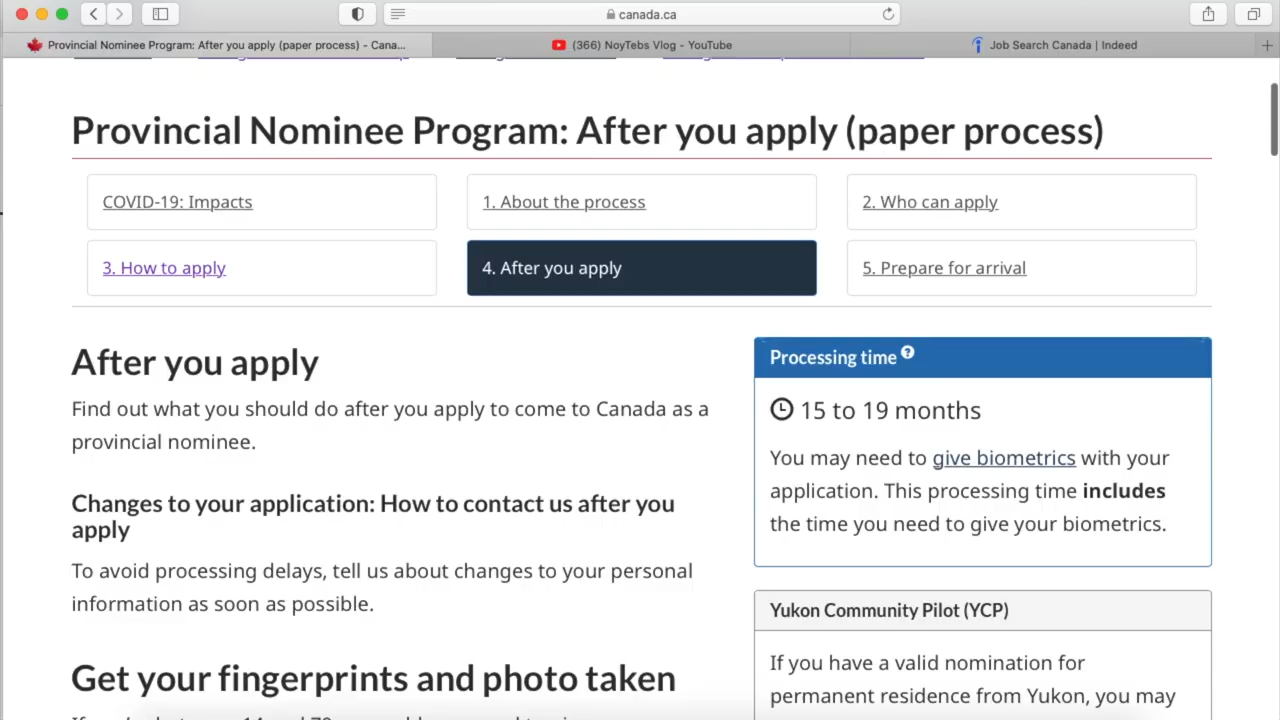 canada.ca
Provincial Nominee Program: After you apply (paper process) - Cana...
(366) NoyTebs Vlog - YouTube
Job Search Canada | Indeed
Provincial Nominee Program: After you apply (paper process)
COVID-19: Impacts
1. About the process
2. Who can apply
3. How to apply
4. After you apply
5. Prepare for arrival
After you apply
Find out what you should do after you apply to come to Canada as a
provincial nominee.
Changes to your application: How to contact us after you
apply
To avoid processing delays, tell us about changes to your personal
information as soon as possible.
Get your fingerprints and photo taken
Processing time ?
15 to 19 months
You may need to give biometrics with your
application. This processing time includes
the time you need to give your biometrics.
Yukon Community Pilot (YCP)
If you have a valid nomination for
permanent residence from Yukon, you may